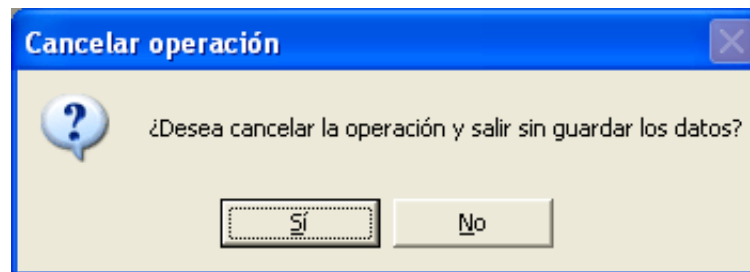 Cancelar operación
¿Desea cancelar la operación y salir sin guardar los datos?
Sí No